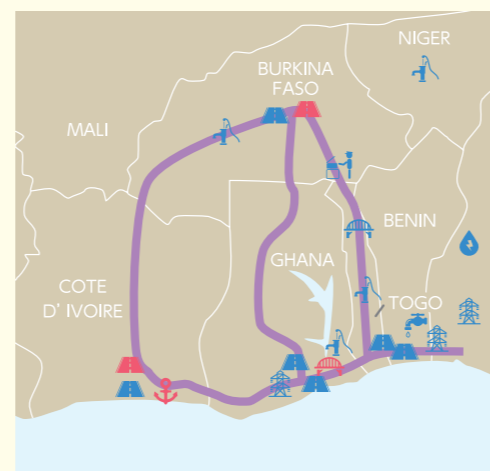 NIGER
BURKINA
FASO
MALI
BENIN
GHANA
COTE
D' IVOIRE
TOGO